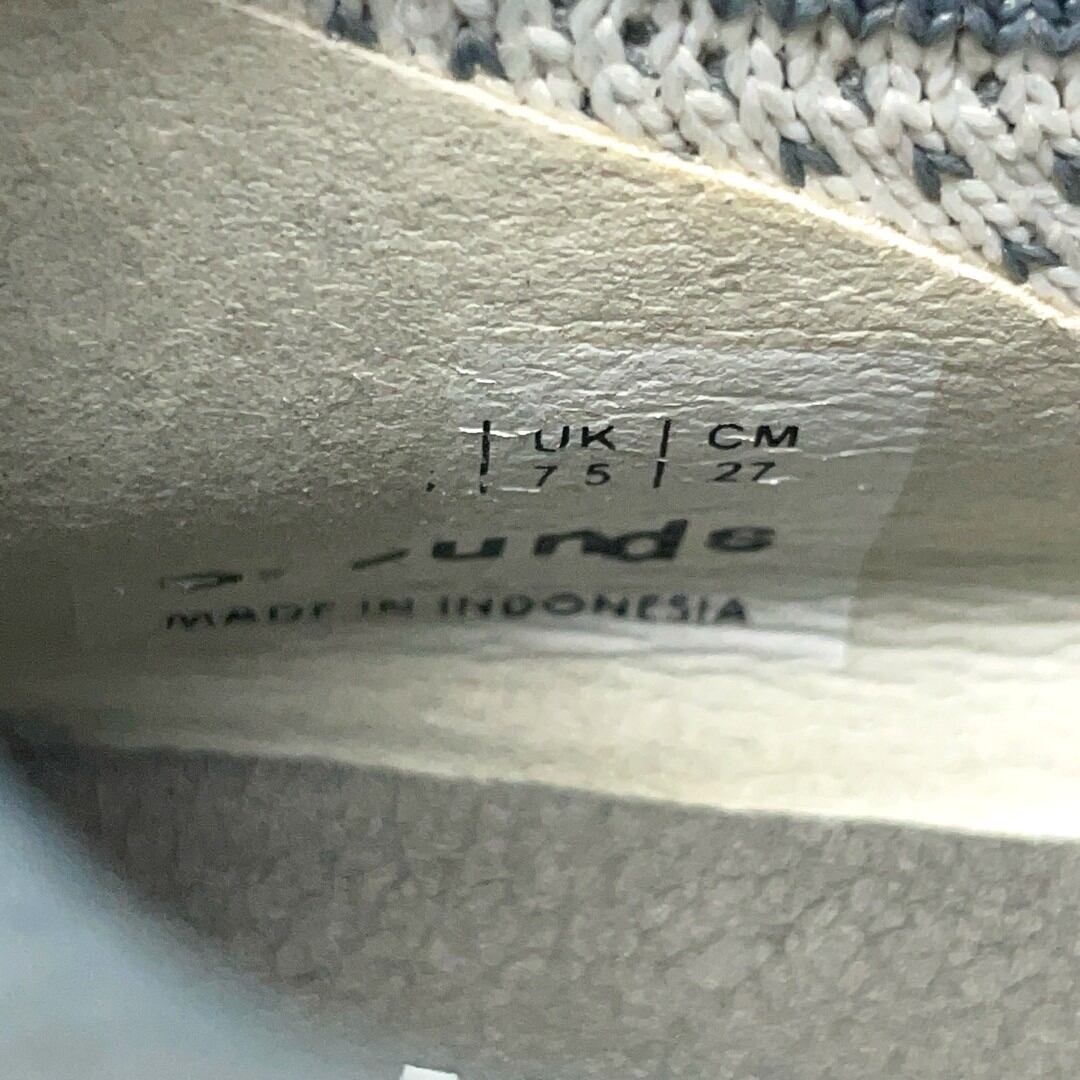 | UK | CM
| 7 5 | 27
MADE IN INDONESIA